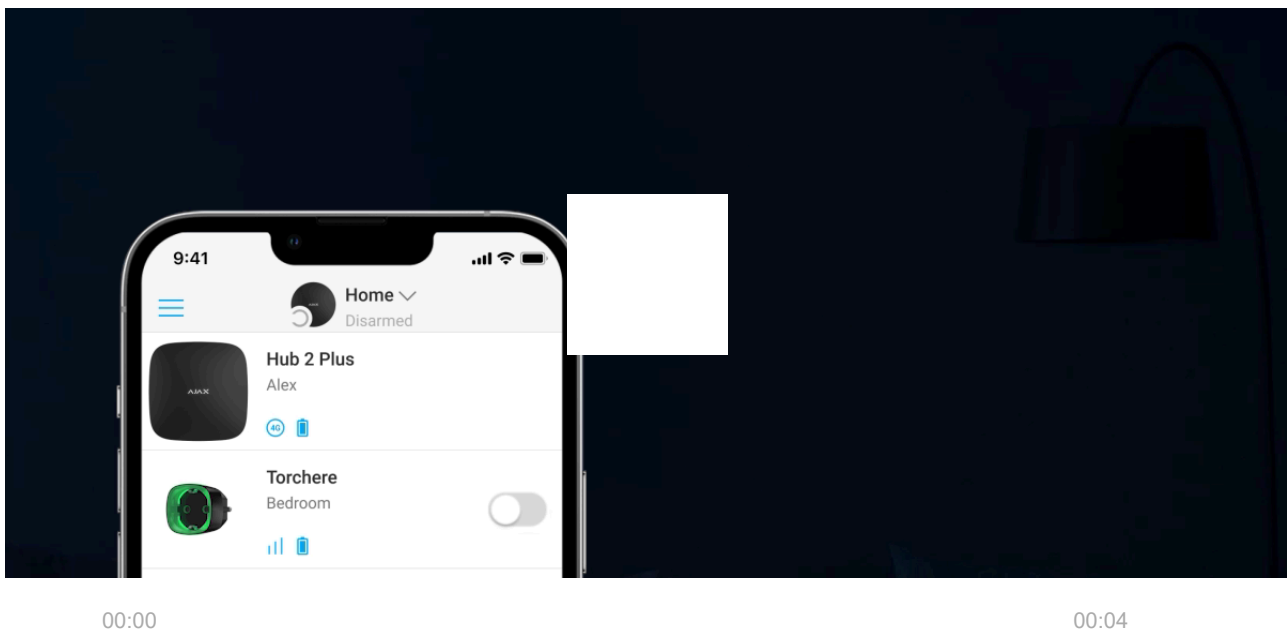 9:41
Home
Disarmed
AJAX
Hub 2 Plus
Alex
4G
Torchere
Bedroom
00:00
00:04